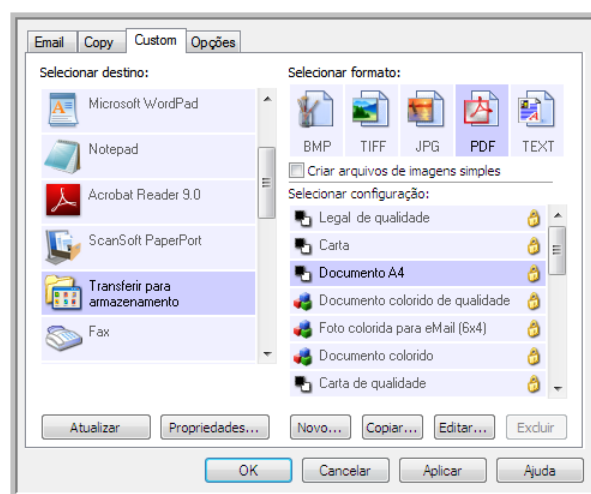 Email Copy Custom Opções
Selecionar destino:
Microsoft WordPad
Notepad
Acrobat Reader 9.0
ScanSoft PaperPort
Transferir para
armazenamento
Fax
Selecionar formato:
BMP TIFF JPG PDF TEXT
Criar arquivos de imagens simples
Selecionar configuração:
Legal de qualidade
Carta
Documento A4
Documento colorido de qualidade
Foto colorida para eMail (6x4)
Documento colorido
Carta de qualidade
Atualizar Propriedades... Novo... Copiar... Editar... Excluir
OK Cancelar Aplicar Ajuda